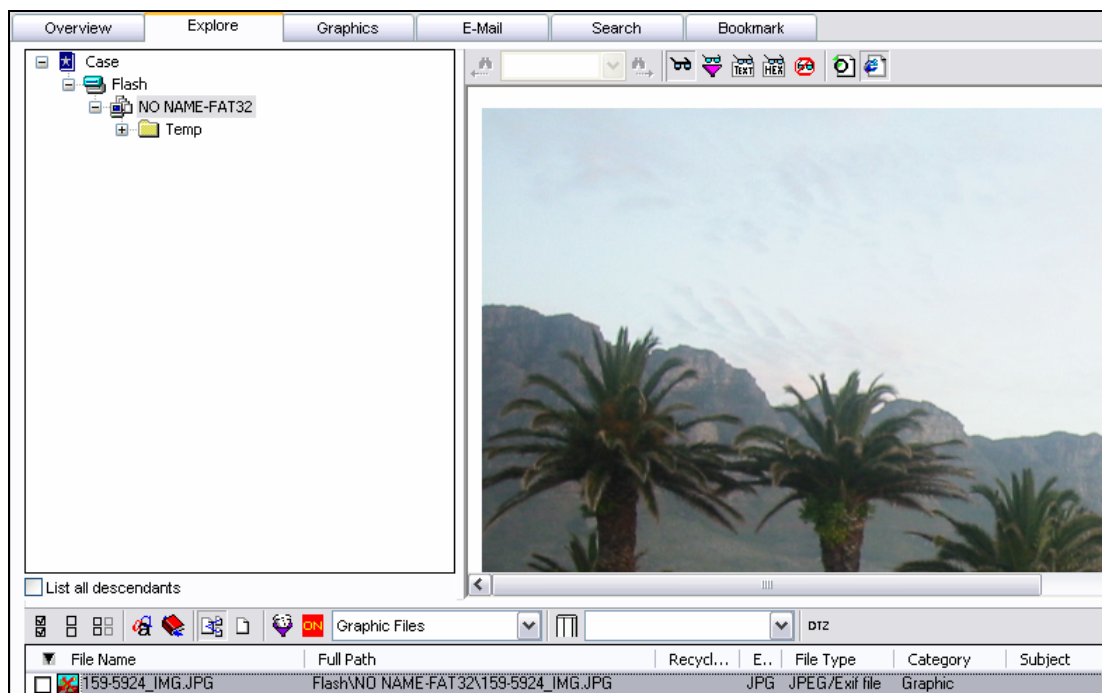 Overview Explore Graphics E-Mail Search Bookmark
Case
Flash
NO NAME-FAT32
Temp
TEXT HEX
List all descendants
ON Graphic Files DTZ
File Name Full Path Recycl... E.. File Type Category Subject
159-5924_IMG.JPG Flash\NO NAME-FAT32\159-5924_IMG.JPG JPG JPEG/Exif file Graphic